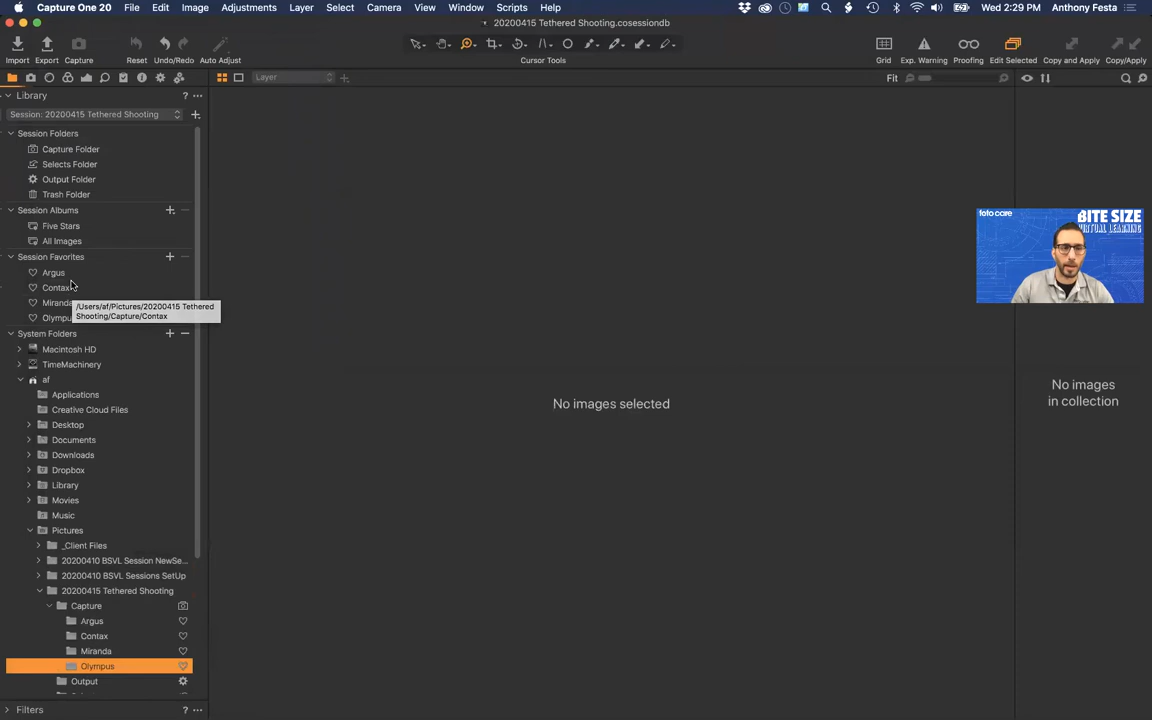 Capture One 20 File Edit Image Adjustments Layer Select Camera View Window Scripts Help Wed 2:29 PM Anthony Festa
20200415 Tethered Shooting.cosessiondb
Import Export Capture Reset Undo/Redo Auto Adjust Cursor Tools Grid Exp. Warning Proofing Edit Selected Copy and Apply Copy/Apply
Layer Fit
Library ? ...
Session: 20200415 Tethered Shooting
Session Folders
Capture Folder
Selects Folder
Output Folder
Trash Folder
Session Albums
Five Stars
All Images
Session Favorites
Argus
Contax
Miranda
Olympu
/Users/af/Pictures/20200415 Tethered
Shooting/Capture/Contax
System Folders
Macintosh HD
TimeMachinery
af
Applications
Creative Cloud Files
Desktop
Documents
Downloads
Dropbox
Library
Movies
Music
Pictures
_Client Files
20200410 BSVL Session NewSe...
20200410 BSVL Sessions SetUp
20200415 Tethered Shooting
Capture
Argus
Contax
Miranda
Olympus
Output
Filters ? ...
No images selected
foto care
BITE SIZE
VIRTUAL LEARNING
No images
in collection